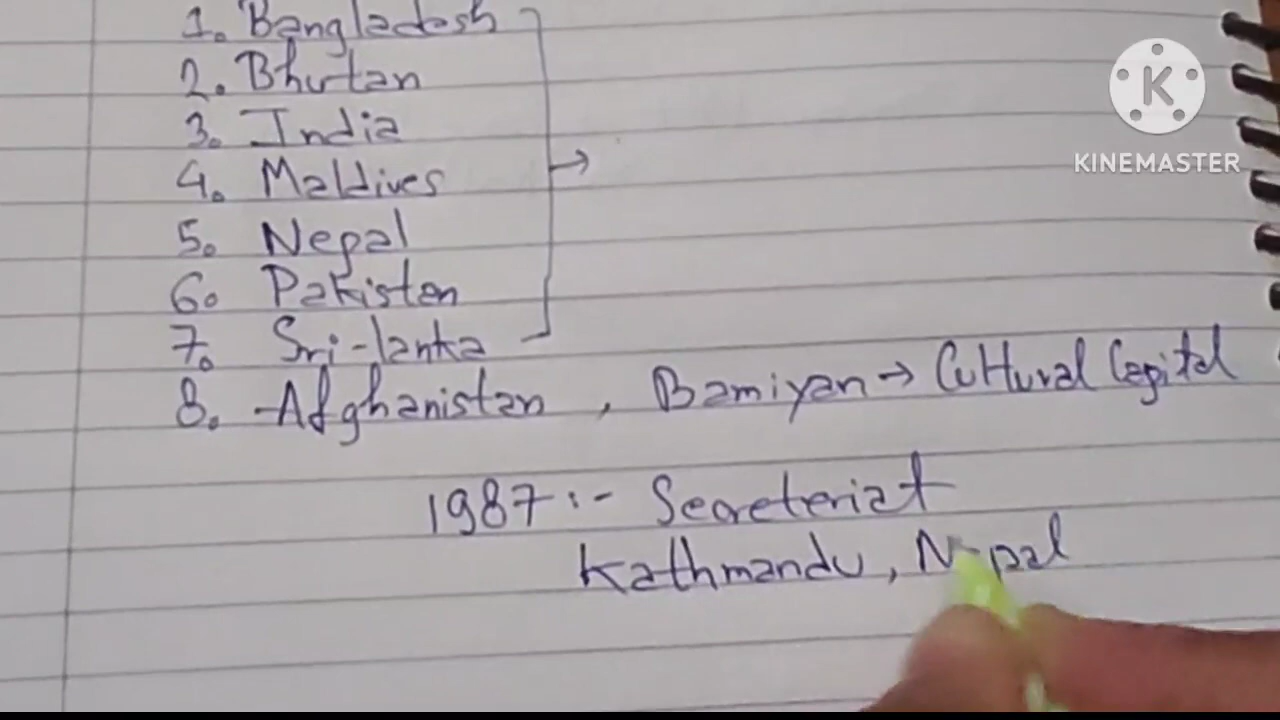 1. Bangladesh
2. Bhutan
3. India
4. Maldives
5. Nepal
6. Pakistan
7. Sri-lanka
8. Afghanistan, Bamiyan → Cultural Capital
1987 :- Secreteriat
Kathmandu, Nepal
K
KINEMASTER